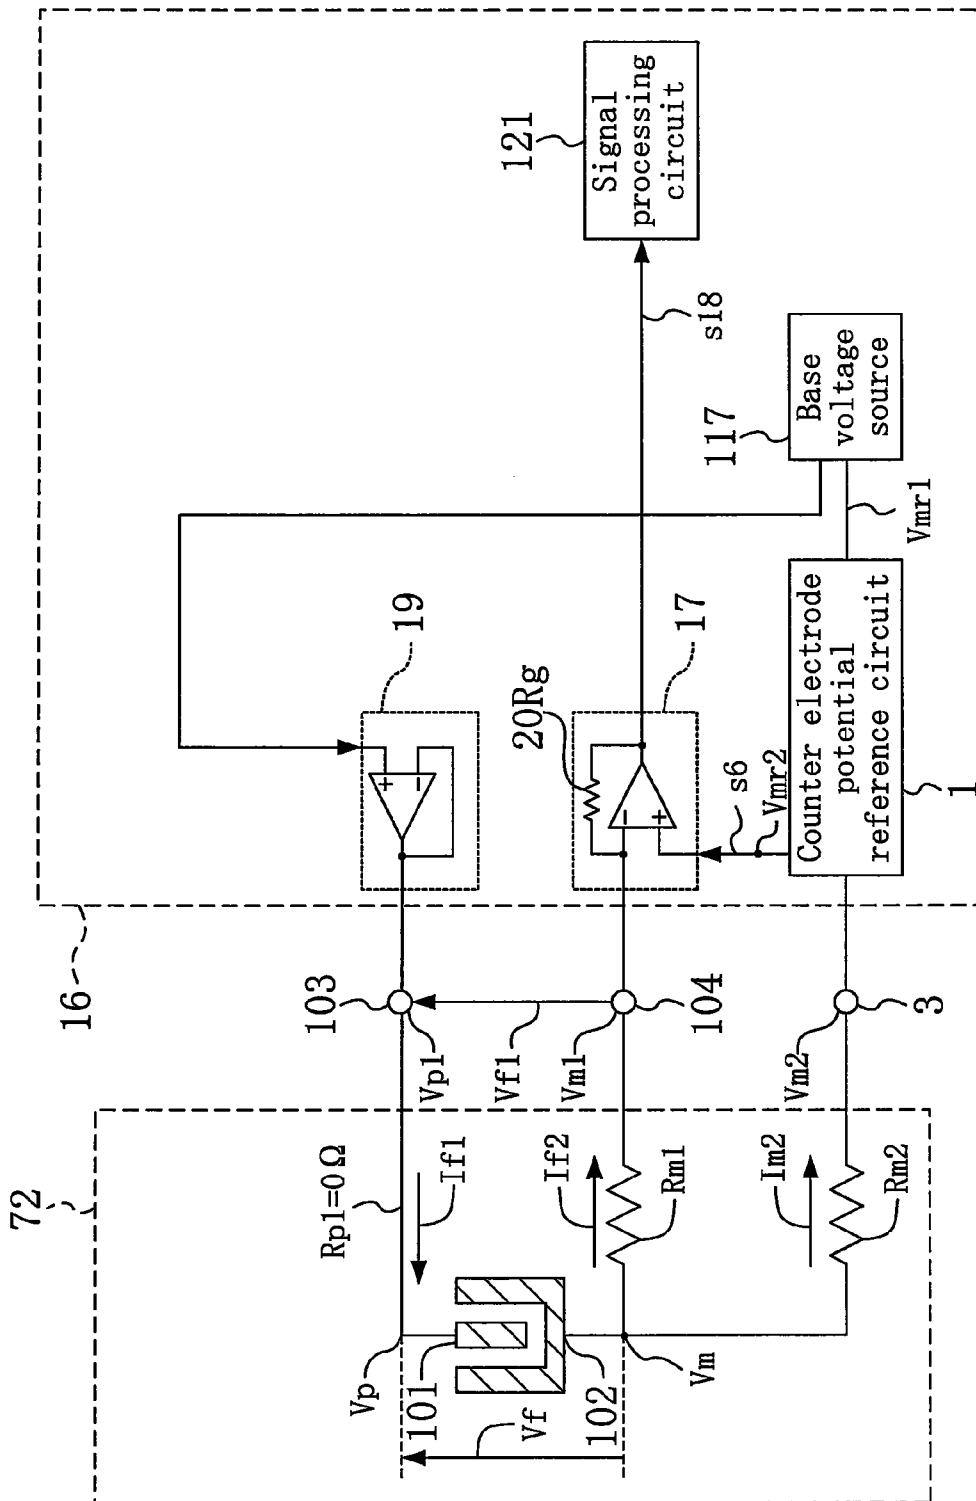 72
Rp1=0Ω
Vp
If1
101
Vf
102
Vm
If2
Rm1
Im2
Rm2
16
103
Vp1
Vf1
Vm1
104
Vm2
3
19
+
−
17
20Rg
−
+
s6
Vmr2
Counter electrode
potential
reference circuit
1
Vmr1
117
Base
voltage
source
s18
121
Signal
processing
circuit